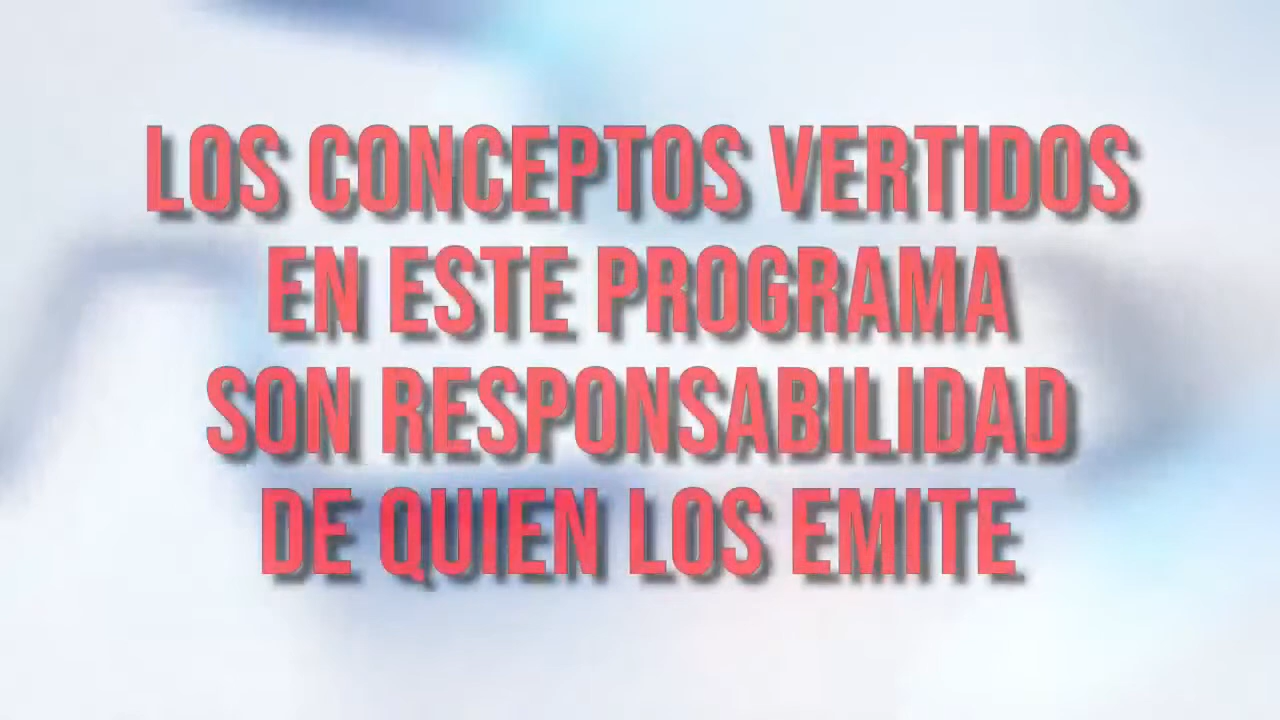 LOS CONCEPTOS VERTIDOS
EN ESTE PROGRAMA
SON RESPONSABILIDAD
DE QUIEN LOS EMITE